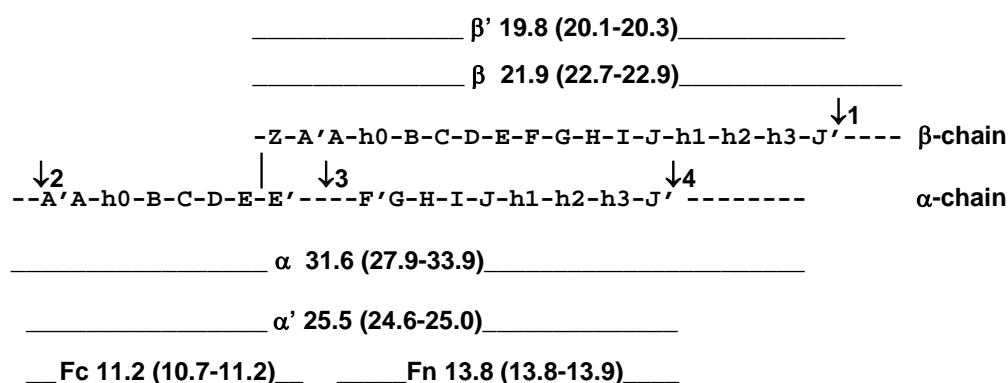 β’ 19.8 (20.1-20.3)
β 21.9 (22.7-22.9)
↓1
-Z-A’A-h0-B-C-D-E-F-G-H-I-J-h1-h2-h3-J’---- β-chain
↓2 ↓3 ↓4
--A’A-h0-B-C-D-E-E’----F’G-H-I-J-h1-h2-h3-J’-------- α-chain
α 31.6 (27.9-33.9)
α’ 25.5 (24.6-25.0)
Fc 11.2 (10.7-11.2) Fn 13.8 (13.8-13.9)